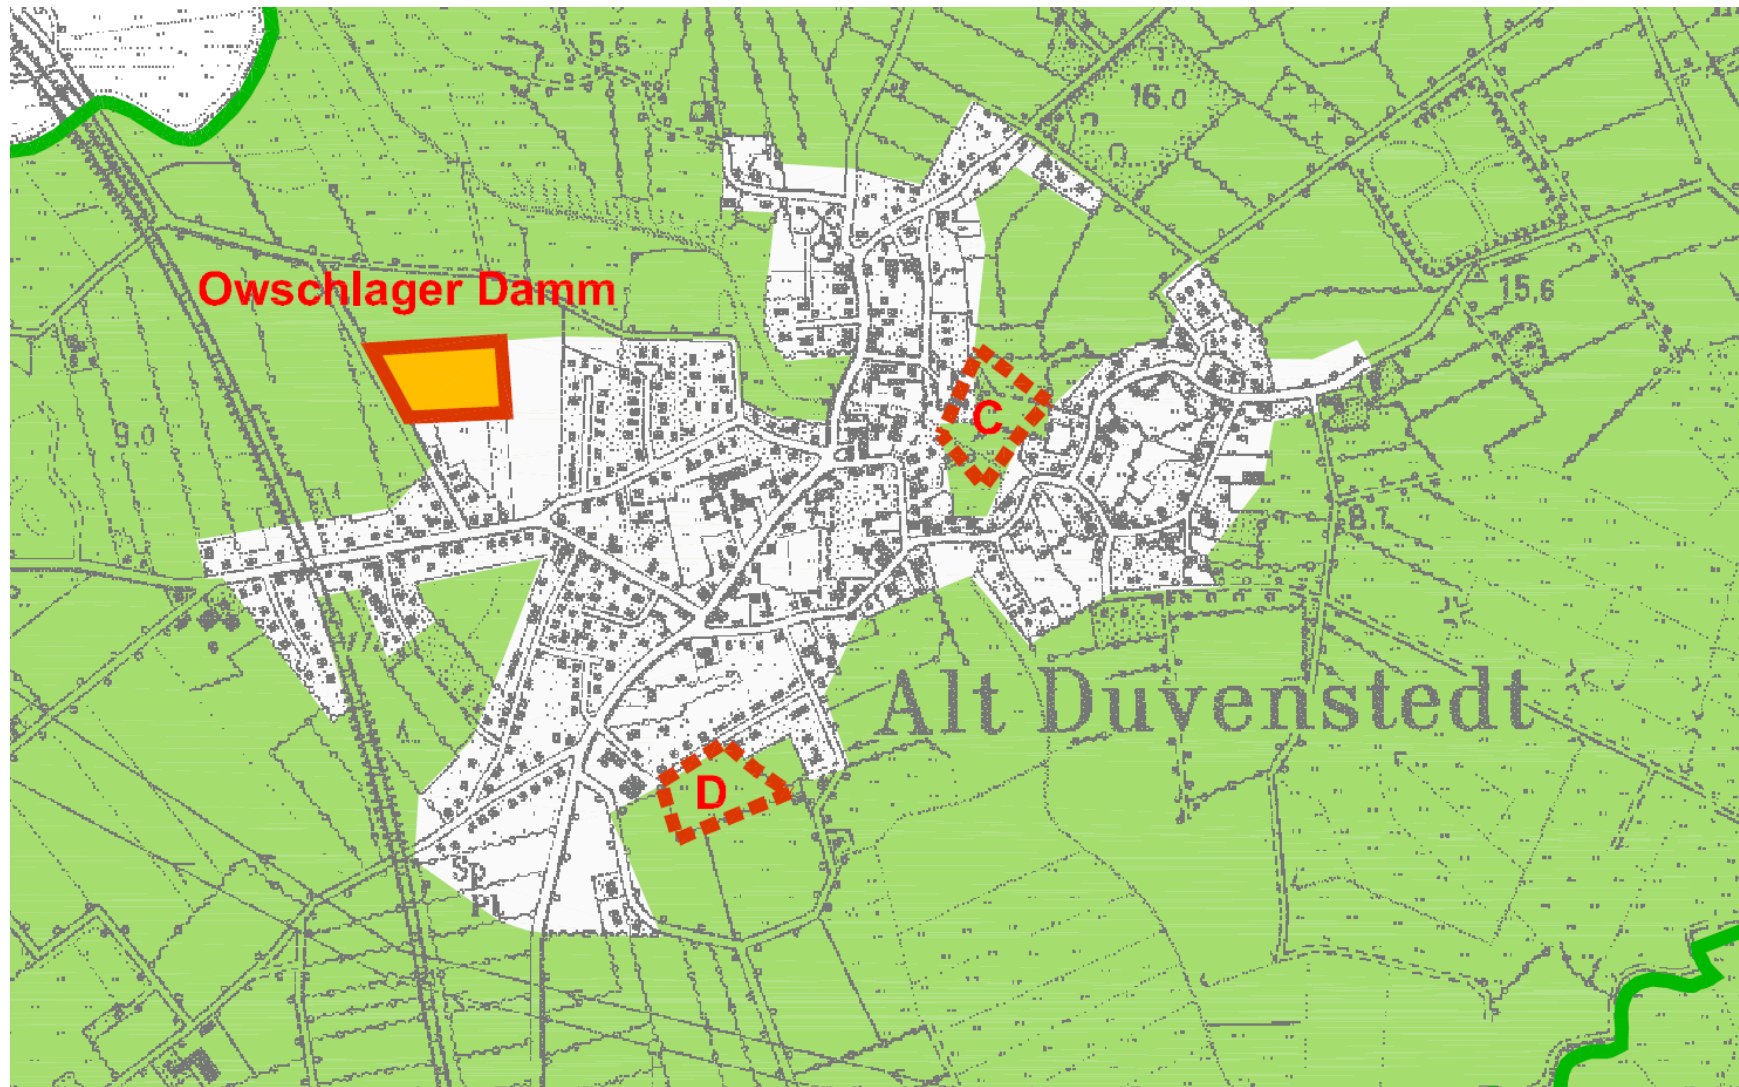 5,6
16,0
Owschlager Damm
15,6
C
9,0
8,7
Alt Duvenstedt
D
Sp.
Pl.